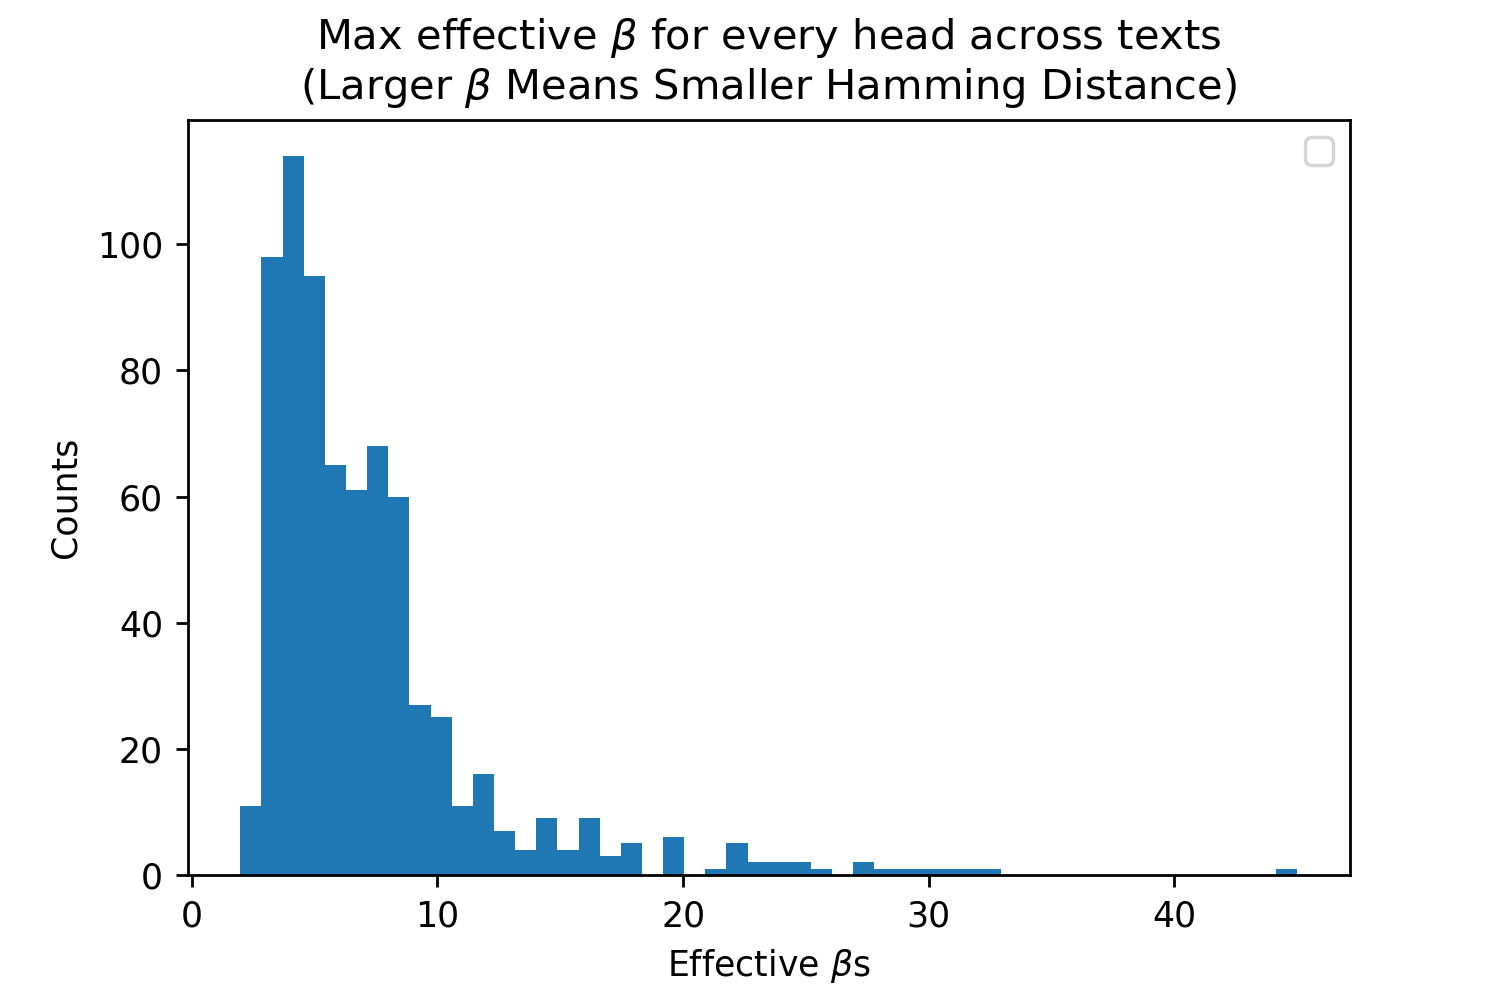 Max effective β for every head across texts
(Larger β Means Smaller Hamming Distance)
100
80
60
40
20
0
Counts
0 10 20 30 40
Effective βs